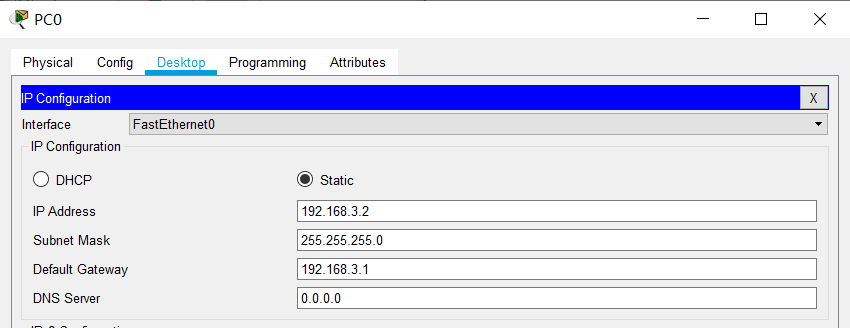 PC0
Physical Config Desktop Programming Attributes
IP Configuration X
Interface FastEthernet0
IP Configuration
DHCP Static
IP Address 192.168.3.2
Subnet Mask 255.255.255.0
Default Gateway 192.168.3.1
DNS Server 0.0.0.0